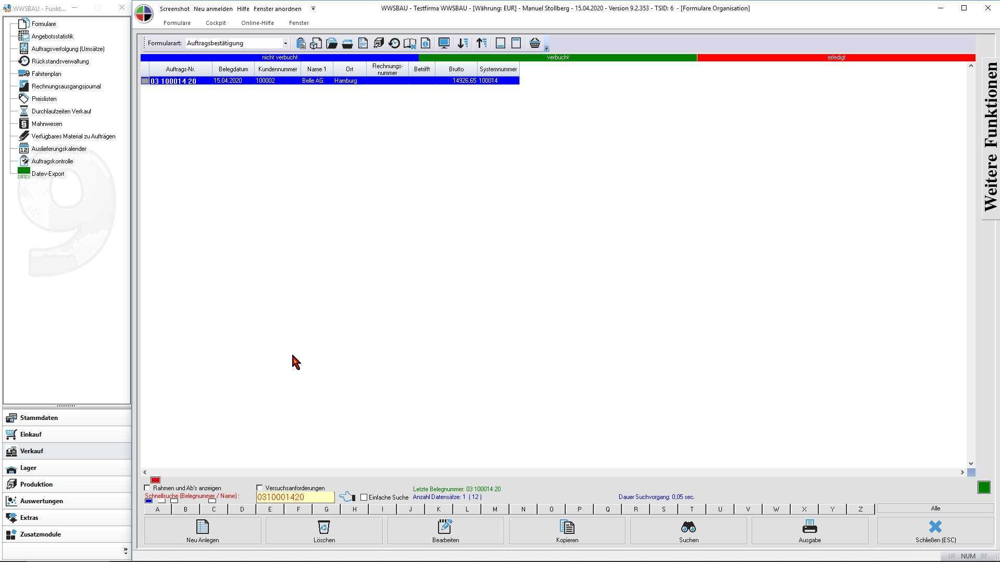 WWSBAU - Funkt...
Formulare
Angebotsstatistik
Auftragsverfolgung (Umsätze)
Rückstandsverwaltung
Fahrtenplan
Rechnungsausgangsjournal
Preislisten
Durchlaufzeiten Verkauf
Mahnwesen
Verfügbares Material zu Aufträgen
Auslieferungskalender
Auftragskontrolle
DATEV Datev-Export
Stammdaten
Einkauf
Verkauf
Lager
Produktion
Auswertungen
Extras
Zusatzmodule
Screenshot Neu anmelden Hilfe Fenster anordnen
WWSBAU - Testfirma WWSBAU - [Währung: EUR] - Manuel Stollberg - 15.04.2020 - Version 9.2.353 - TSID: 6 - [Formulare Organisation]
Formulare Cockpit Online-Hilfe Fenster
Formularart: Auftragsbestätigung
nicht verbucht verbucht erledigt
Auftrags-Nr. Belegdatum Kundennummer Name 1 Ort Rechnungs-nummer Betrifft Brutto Systemnummer
03 100014 20 15.04.2020 100002 Belle AG Hamburg 14926,65 100014
Weitere Funktionen
Rahmen und Ab's anzeigen Versuchsanforderungen Letzte Belegnummer: 03 100014 20
Schnellsuche (Belegnummer / Name) : 0310001420 Einfache Suche Anzahl Datensätze: 1 ( 12 ) Dauer Suchvorgang: 0,05 sec.
A B C D E F G H I J K L M N O P Q R S T U V W X Y Z Alle
Neu Anlegen Löschen Bearbeiten Kopieren Suchen Ausgabe Schließen (ESC)
UF NUM RF